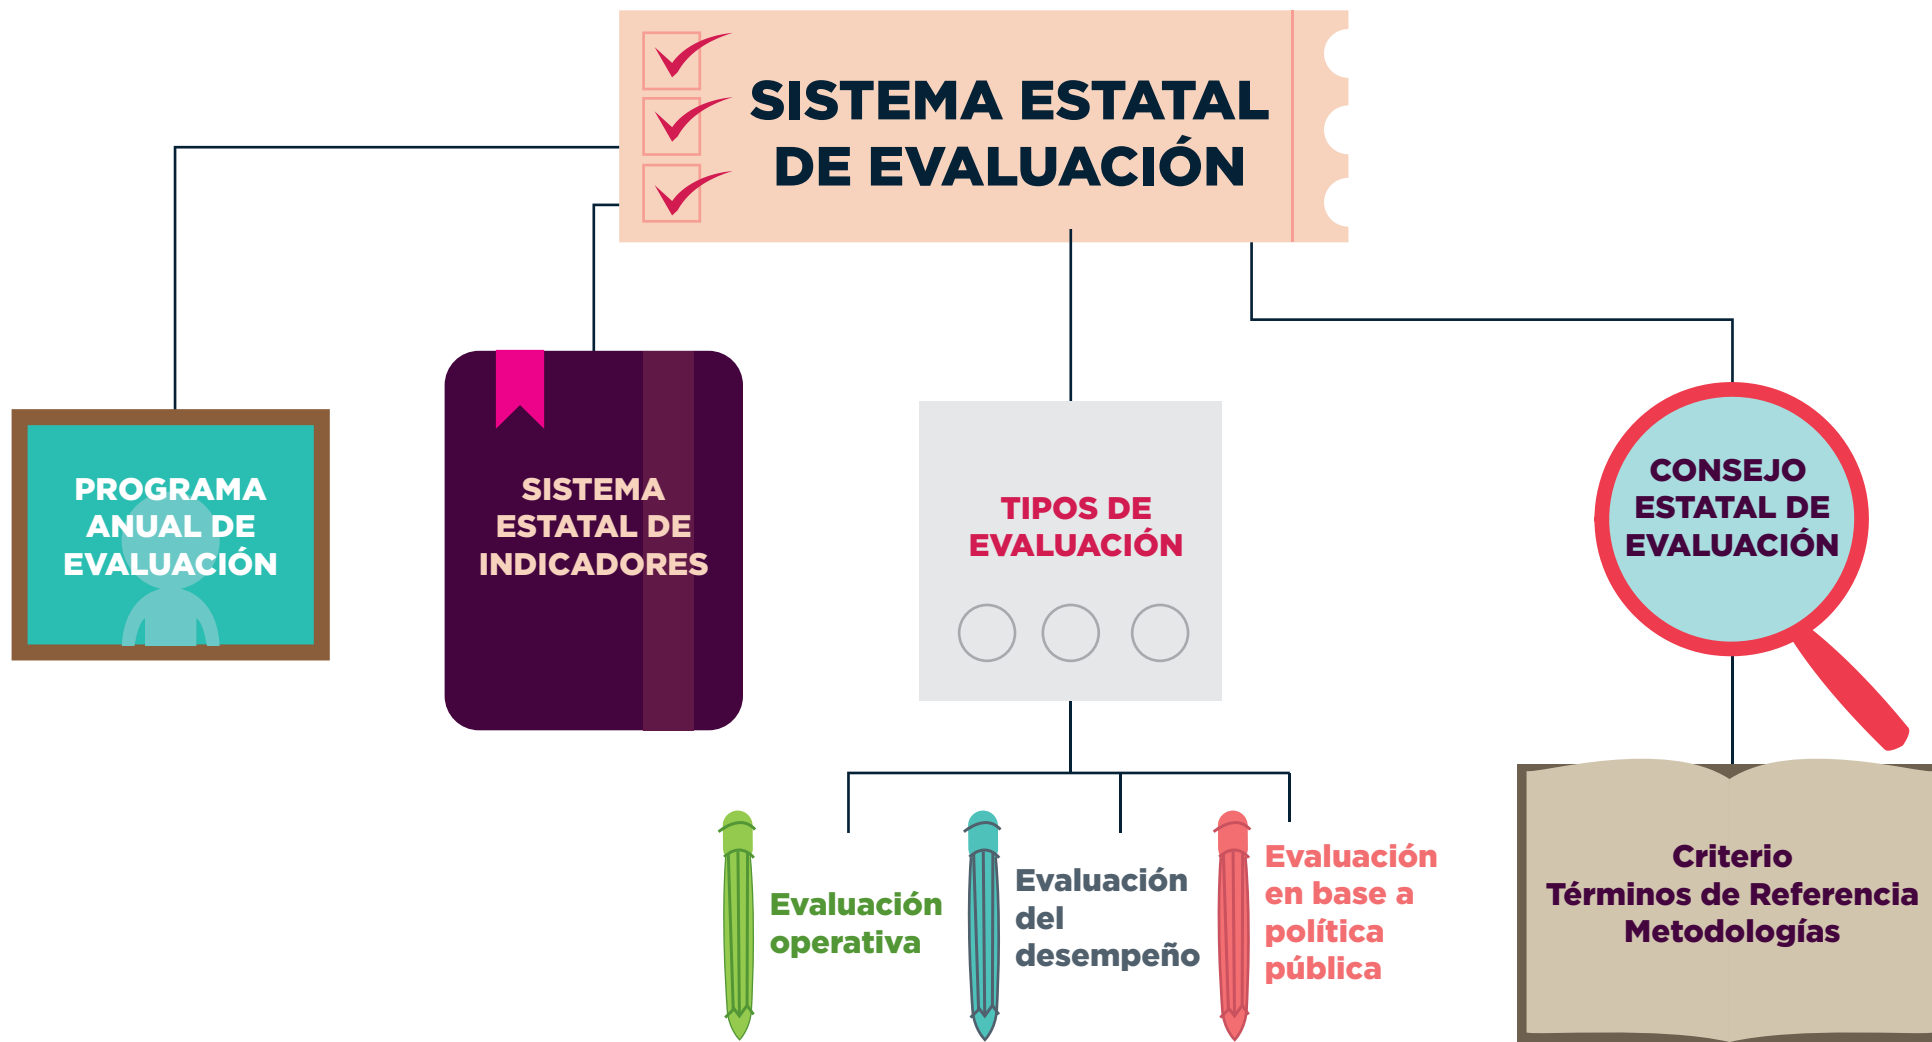 SISTEMA ESTATAL
DE EVALUACIÓN
PROGRAMA
ANUAL DE
EVALUACIÓN
SISTEMA
ESTATAL DE
INDICADORES
TIPOS DE
EVALUACIÓN
CONSEJO
ESTATAL DE
EVALUACIÓN
Evaluación
operativa
Evaluación
del
desempeño
Evaluación
en base a
política
pública
Criterio
Términos de Referencia
Metodologías